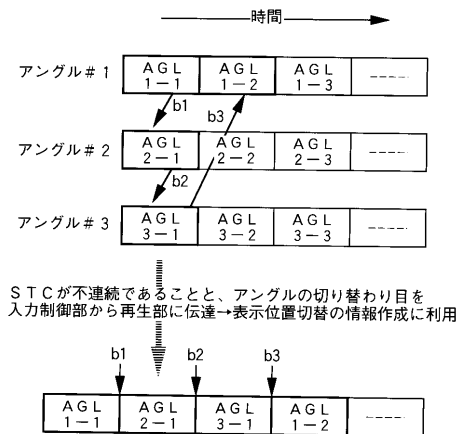 時間
アングル#1
AGL 1-1
AGL 1-2
AGL 1-3
b1
b3
アングル#2
AGL 2-1
AGL 2-2
AGL 2-3
b2
アングル#3
AGL 3-1
AGL 3-2
AGL 3-3
STCが不連続であることと、アングルの切り替わり目を
入力制御部から再生部に伝達→表示位置切替の情報作成に利用
b1
b2
b3
AGL 1-1
AGL 2-1
AGL 3-1
AGL 1-2